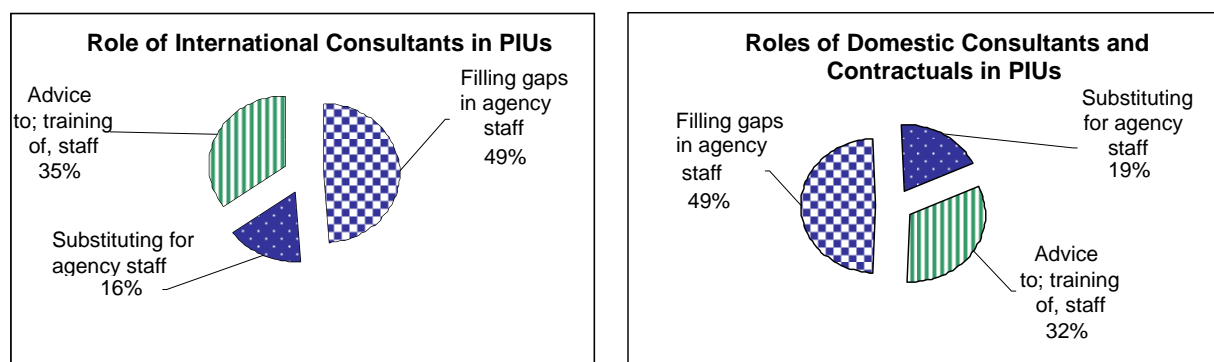 Role of International Consultants in PIUs
Filling gaps
in agency
staff
49%
Advice
to; training
of, staff
35%
Substituting for
agency staff
16%
Roles of Domestic Consultants and
Contractuals in PIUs
Substituting
for agency
staff
19%
Filling gaps
in agency
staff
49%
Advice
to; training
of, staff
32%